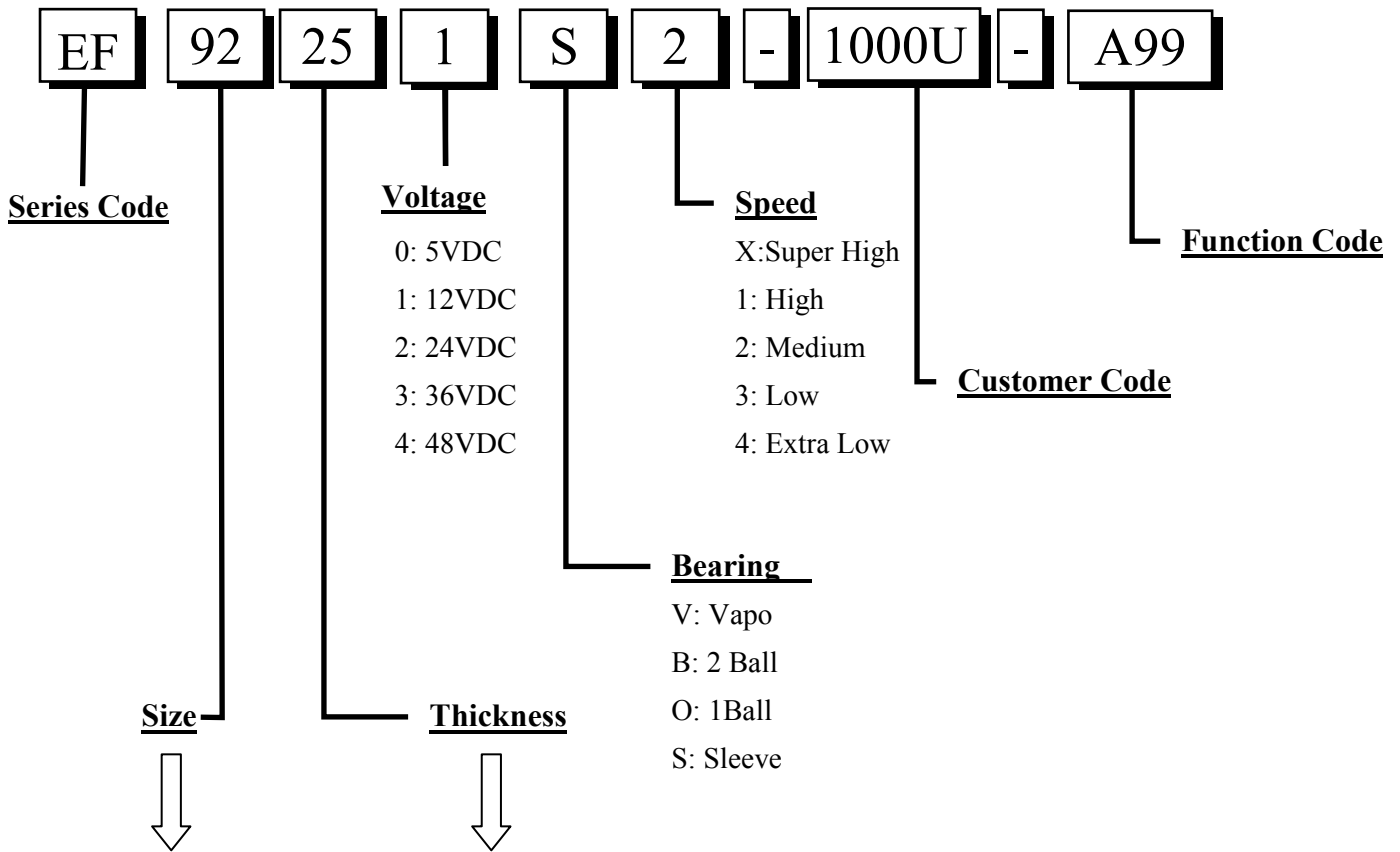 EF 92 25 1 S 2 - 1000U - A99
Series Code
Voltage
0: 5VDC
1: 12VDC
2: 24VDC
3: 36VDC
4: 48VDC
Speed
X:Super High
1: High
2: Medium
3: Low
4: Extra Low
Function Code
Customer Code
Bearing
V: Vapo
B: 2 Ball
O: 1Ball
S: Sleeve
Size
Thickness